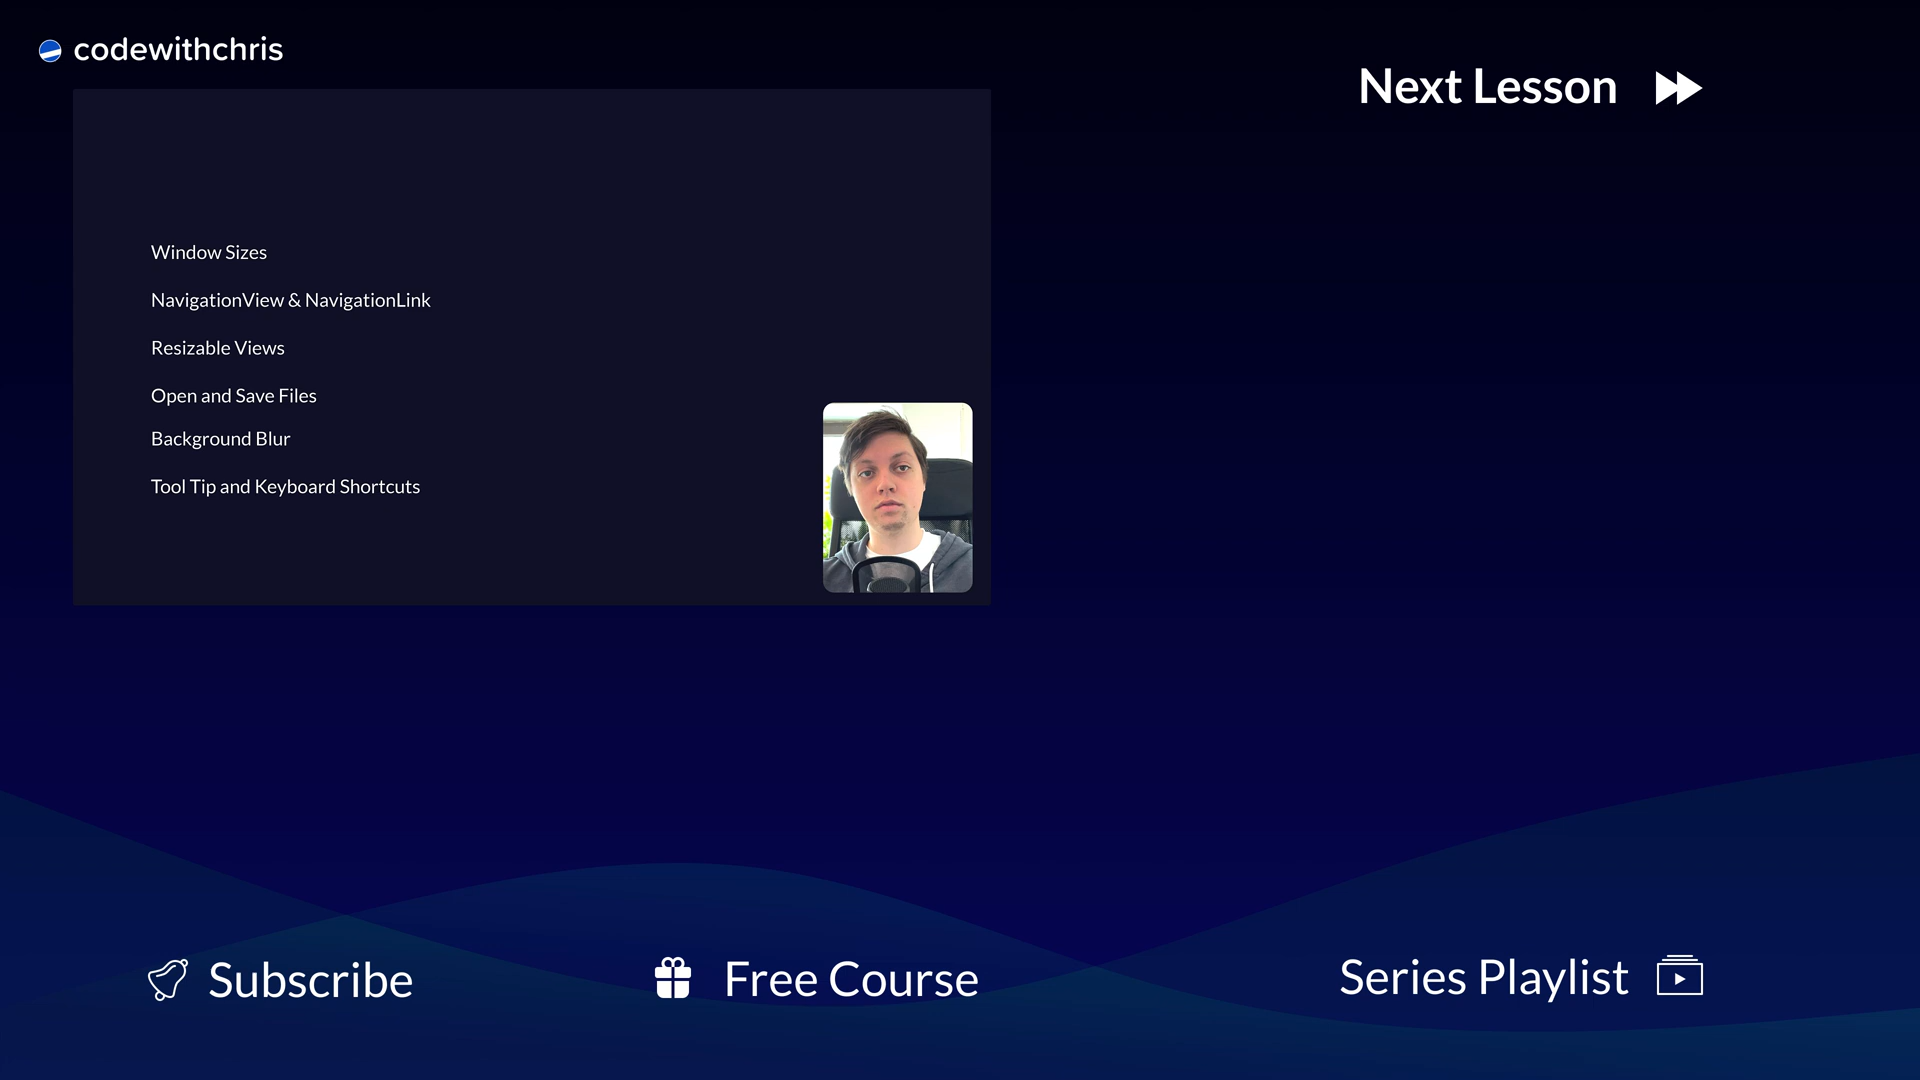 codewithchris
Next Lesson
Window Sizes
NavigationView & NavigationLink
Resizable Views
Open and Save Files
Background Blur
Tool Tip and Keyboard Shortcuts
Subscribe
Free Course
Series Playlist